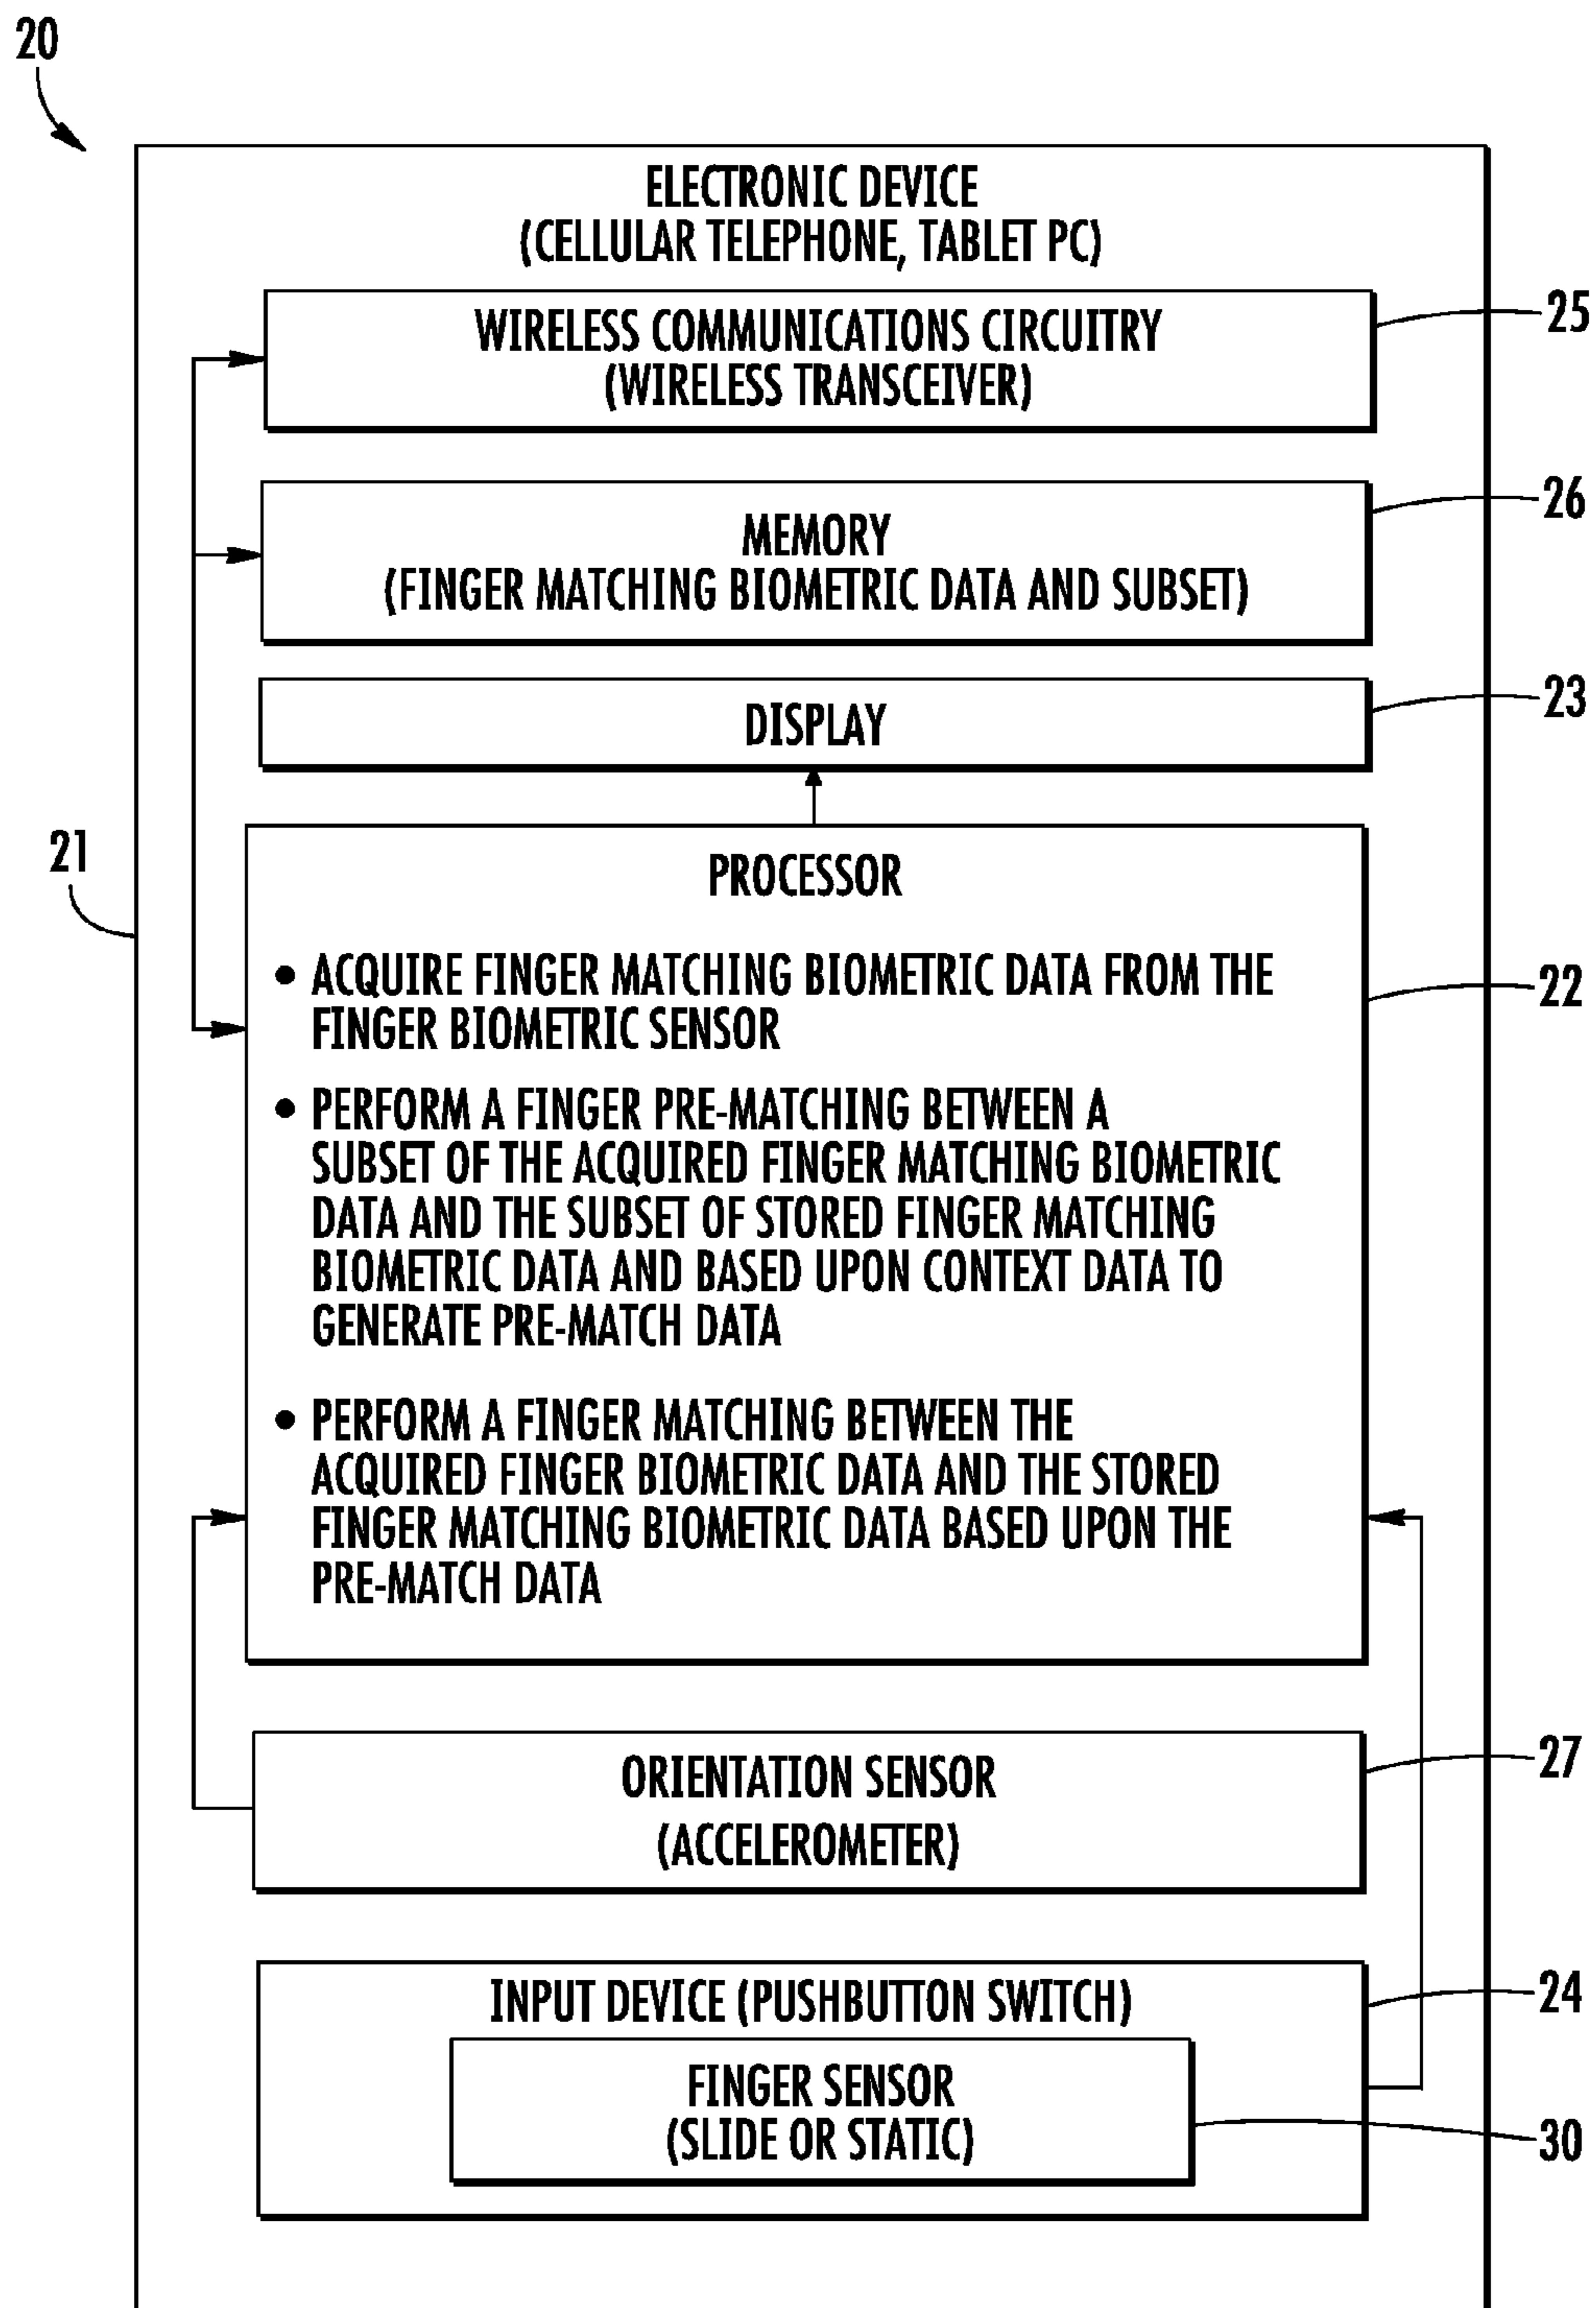 20
ELECTRONIC DEVICE
(CELLULAR TELEPHONE, TABLET PC)
WIRELESS COMMUNICATIONS CIRCUITRY
(WIRELESS TRANSCEIVER)
25
MEMORY
(FINGER MATCHING BIOMETRIC DATA AND SUBSET)
26
DISPLAY
23
21
PROCESSOR
• ACQUIRE FINGER MATCHING BIOMETRIC DATA FROM THE
FINGER BIOMETRIC SENSOR
22
• PERFORM A FINGER PRE-MATCHING BETWEEN A
SUBSET OF THE ACQUIRED FINGER MATCHING BIOMETRIC
DATA AND THE SUBSET OF STORED FINGER MATCHING
BIOMETRIC DATA AND BASED UPON CONTEXT DATA TO
GENERATE PRE-MATCH DATA
• PERFORM A FINGER MATCHING BETWEEN THE
ACQUIRED FINGER BIOMETRIC DATA AND THE STORED
FINGER MATCHING BIOMETRIC DATA BASED UPON THE
PRE-MATCH DATA
ORIENTATION SENSOR
(ACCELEROMETER)
27
INPUT DEVICE (PUSHBUTTON SWITCH)
24
FINGER SENSOR
(SLIDE OR STATIC)
30